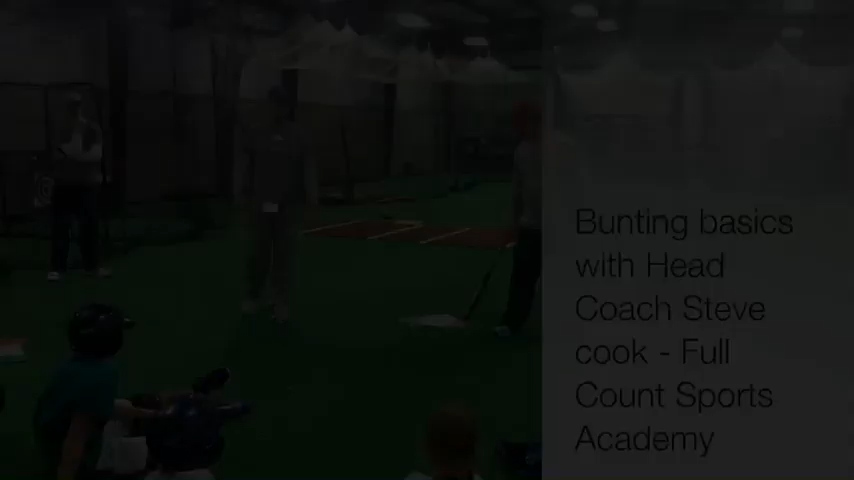 Bunting basics
with Head
Coach Steve
cook - Full
Count Sports
Academy